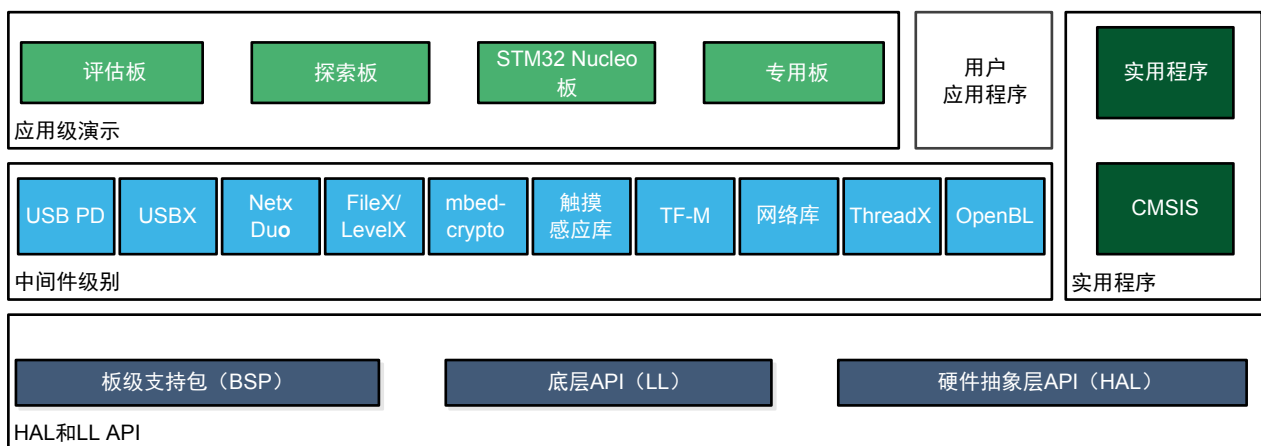 评估板
探索板
STM32 Nucleo
板
专用板
应用级演示
用户
应用程序
实用程序
USB PD
USBX
Netx
Duo
FileX/
LevelX
mbed-
crypto
触摸
感应库
TF-M
网络库
ThreadX
OpenBL
中间件级别
CMSIS
实用程序
板级支持包（BSP）
底层API（LL）
硬件抽象层API（HAL）
HAL和LL API